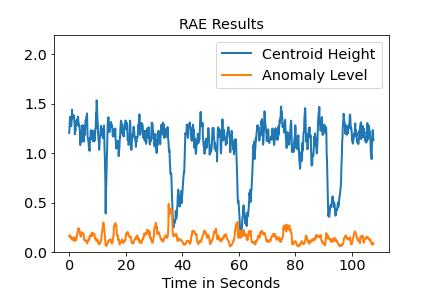 RAE Results
Centroid Height
Anomaly Level
2.0
1.5
1.0
0.5
0.0
0 20 40 60 80 100
Time in Seconds